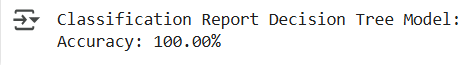 Classification Report Decision Tree Model:
Accuracy: 100.00%